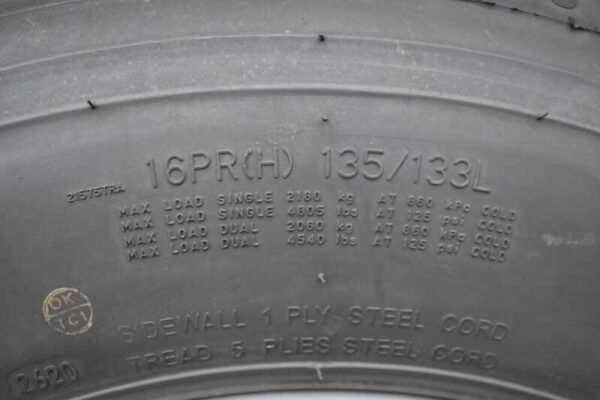 16PR(H) 135/133L
21575TRA
MAX LOAD SINGLE 2180 kg AT 860 kPa COLD
MAX LOAD SINGLE 4805 lbs AT 125 psi COLD
MAX LOAD DUAL 2060 kg AT 860 kPa COLD
MAX LOAD DUAL 4540 lbs AT 125 psi COLD
OK
TC1
SIDEWALL 1 PLY STEEL CORD
TREAD 5 PLIES STEEL CORD
2620